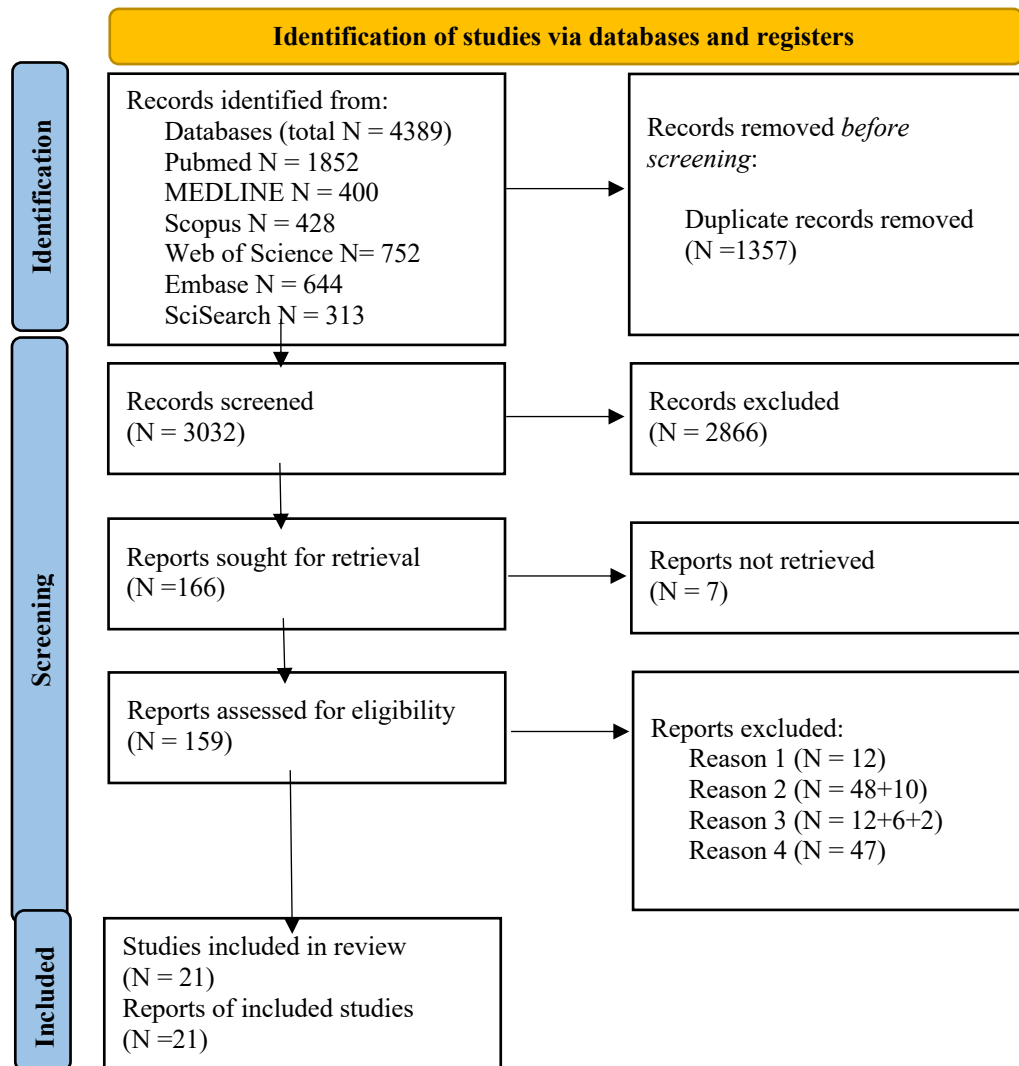 Identification of studies via databases and registers
Identification
Records identified from:
Databases (total N = 4389)
Pubmed N = 1852
MEDLINE N = 400
Scopus N = 428
Web of Science N= 752
Embase N = 644
SciSearch N = 313
Records removed before
screening:
Duplicate records removed
(N =1357)
Screening
Records screened
(N = 3032)
Records excluded
(N = 2866)
Reports sought for retrieval
(N =166)
Reports not retrieved
(N = 7)
Reports assessed for eligibility
(N = 159)
Reports excluded:
Reason 1 (N = 12)
Reason 2 (N = 48+10)
Reason 3 (N = 12+6+2)
Reason 4 (N = 47)
Included
Studies included in review
(N = 21)
Reports of included studies
(N =21)